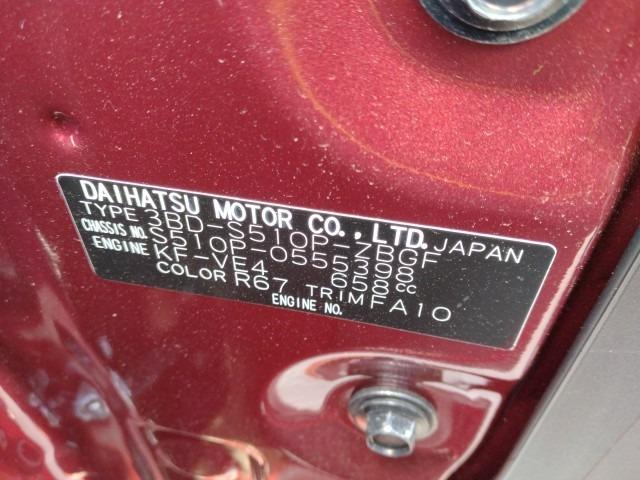 DAIHATSU MOTOR CO., LTD. JAPAN
TYPE 3BD-S510P-ZBGF
CHASSIS NO. S510P-0555398
ENGINE KF-VE4 658cc
COLOR R67 TRIM FA10
ENGINE NO.